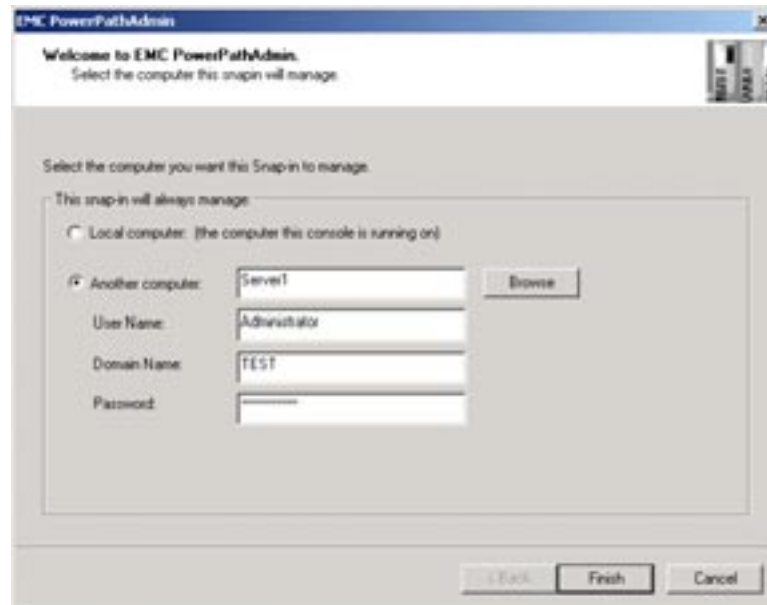 EMC PowerPathAdmin
Welcome to EMC PowerPathAdmin.
Select the computer this snapin will manage.
Select the computer you want this Snap-in to manage.
This snap-in will always manage:
Local computer: (the computer this console is running on)
Another computer: Server1 Browse
User Name: Administrator
Domain Name: TEST
Password:
< Back Finish Cancel